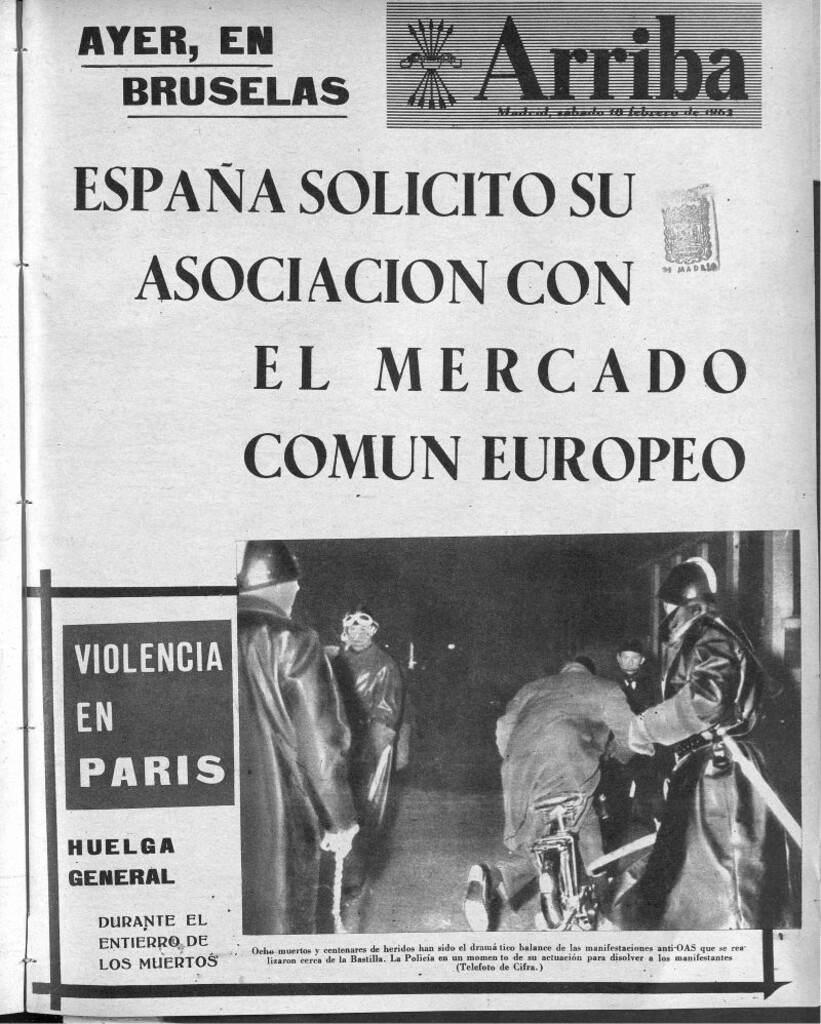 AYER, EN
BRUSELAS
Arriba
Madrid, sábado 10 febrero de 1962
ESPAÑA SOLICITO SU
ASOCIACION CON
EL MERCADO
COMUN EUROPEO
DE MADRID
VIOLENCIA
EN
PARIS
HUELGA
GENERAL
DURANTE EL
ENTIERRO DE
LOS MUERTOS
Ocho muertos y centenares de heridos han sido el dramático balance de las manifestaciones anti-OAS que se rea-
lizaron cerca de la Bastilla. La Policía en un momento de su actuación para disolver a los manifestantes
(Telefoto de Cifra.)